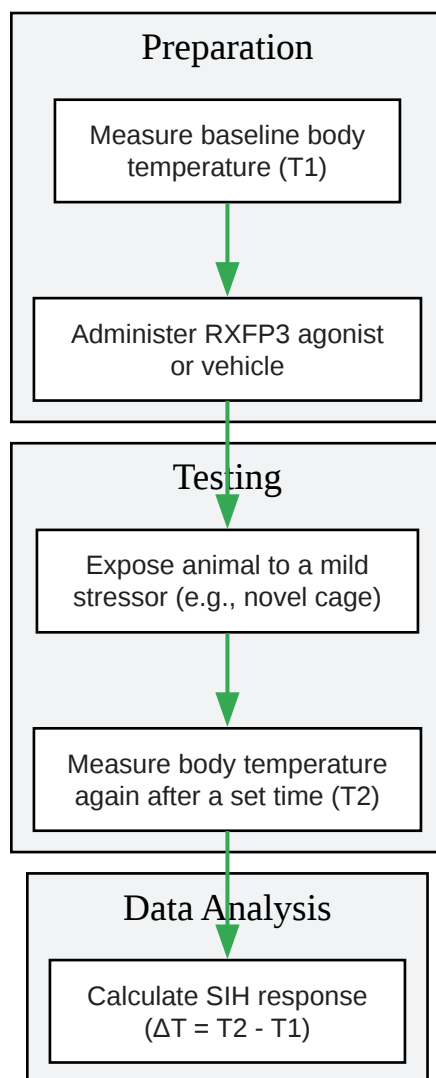 Preparation
Measure baseline body
temperature (T1)
Administer RXFP3 agonist
or vehicle
Testing
Expose animal to a mild
stressor (e.g., novel cage)
Measure body temperature
again after a set time (T2)
Data Analysis
Calculate SIH response
(ΔT = T2 - T1)